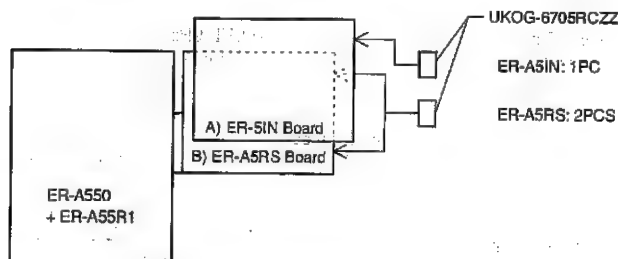 UKOG-6705RCZZ
ER-A5IN: 1PC
ER-A5RS: 2PCS
A) ER-5IN Board
B) ER-A5RS Board
ER-A550
+ ER-A55R1